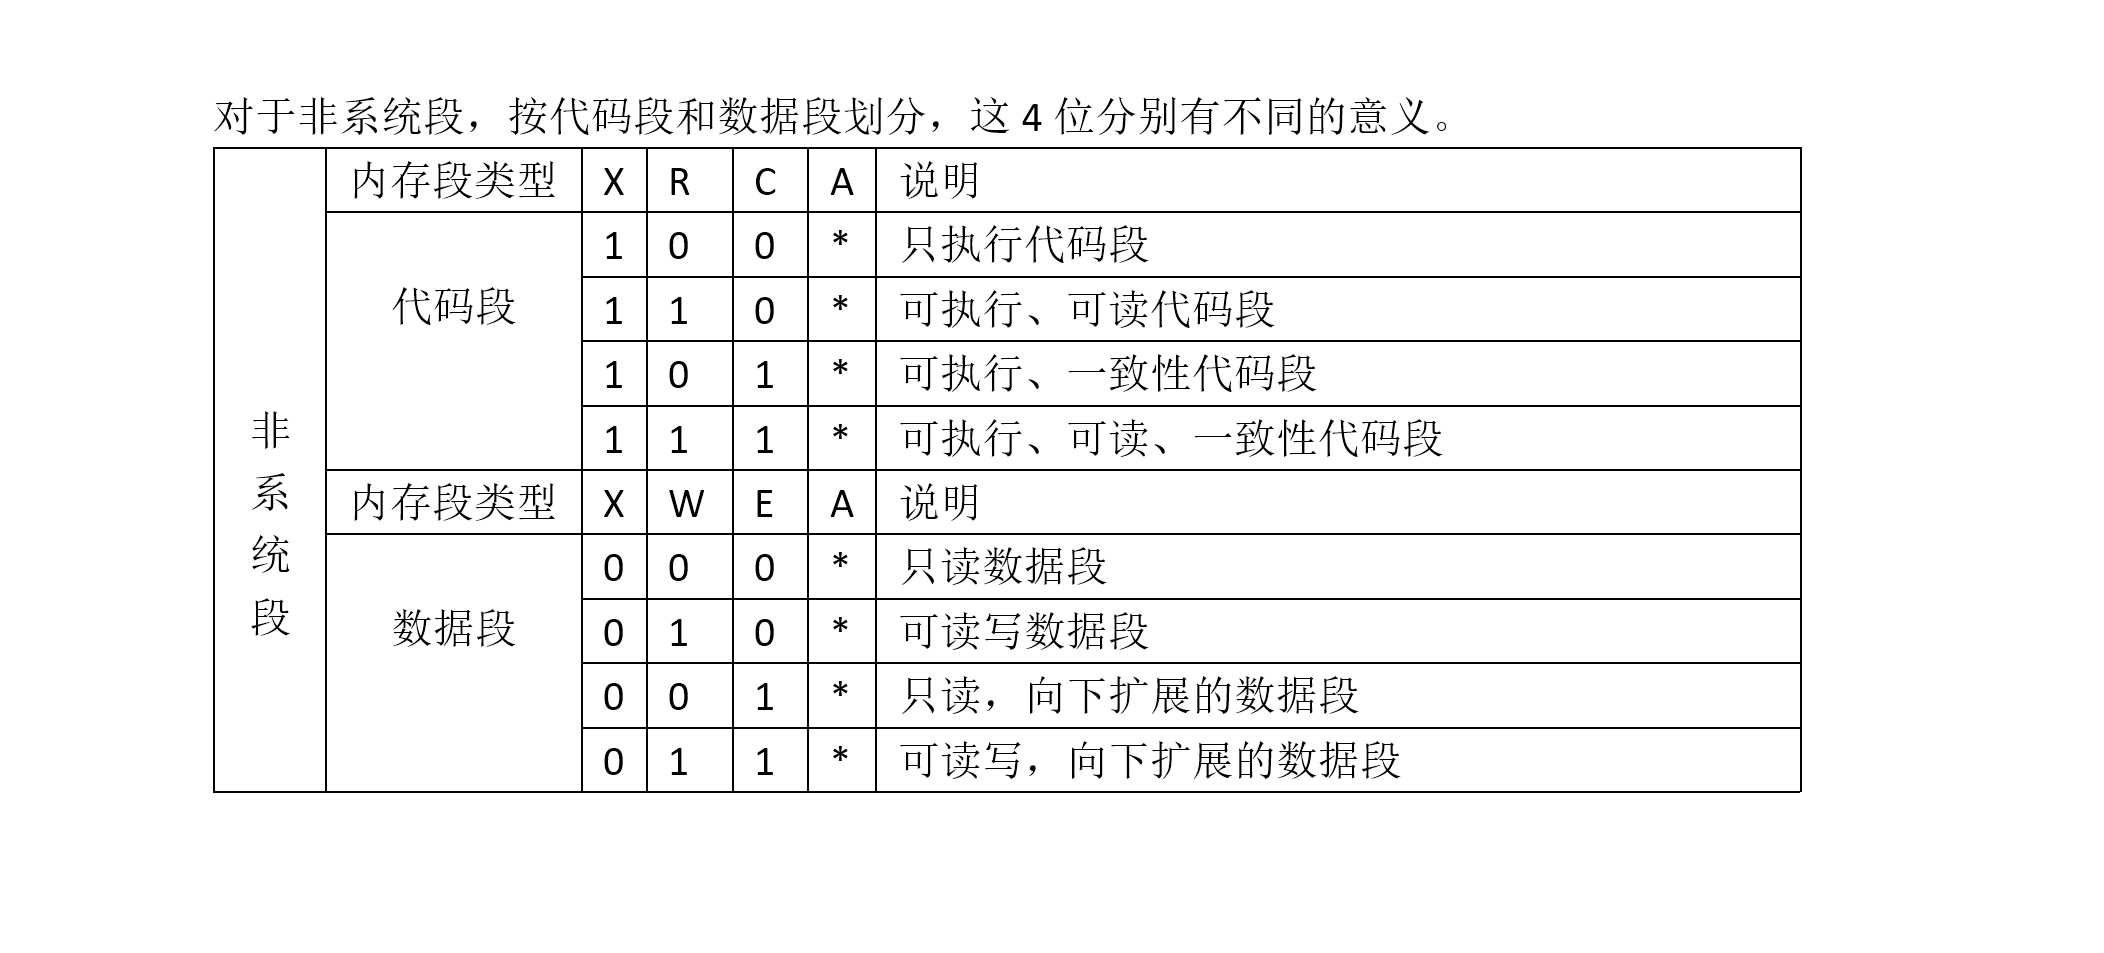 对于非系统段，按代码段和数据段划分，这 4 位分别有不同的意义。
非系统段
内存段类型 X R C A 说明
代码段
1 0 0 * 只执行代码段
1 1 0 * 可执行、可读代码段
1 0 1 * 可执行、一致性代码段
1 1 1 * 可执行、可读、一致性代码段
内存段类型 X W E A 说明
数据段
0 0 0 * 只读数据段
0 1 0 * 可读写数据段
0 0 1 * 只读，向下扩展的数据段
0 1 1 * 可读写，向下扩展的数据段